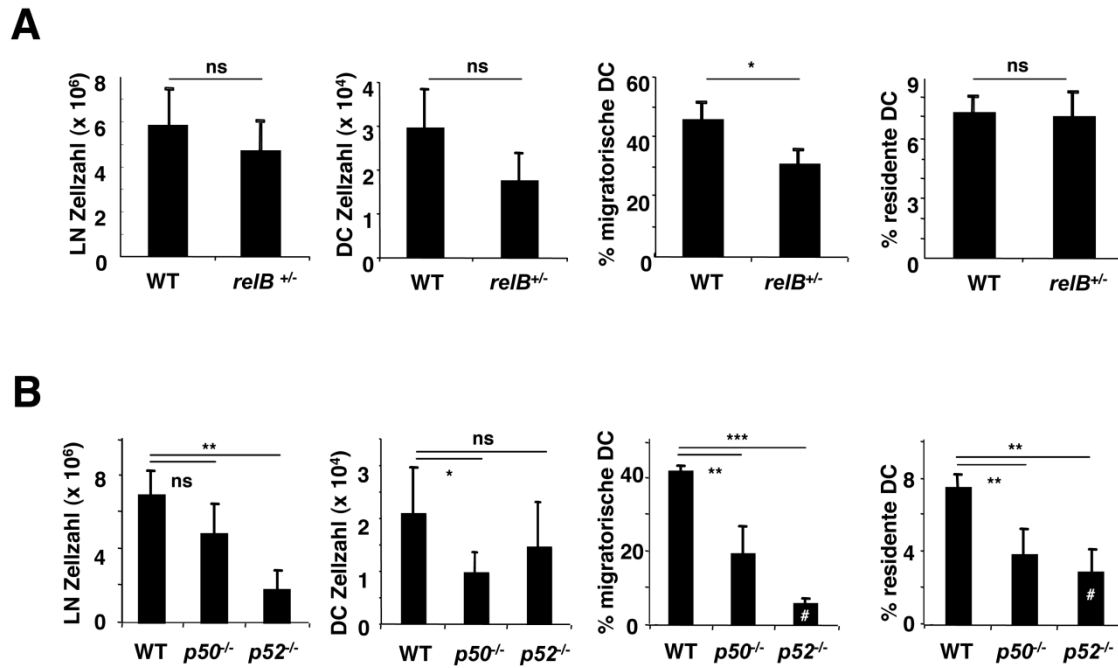 A
LN Zellzahl (x 10⁶)
8
6
4
2
0
ns
WT relB +/-
DC Zellzahl (x 10⁴)
4
3
2
1
0
ns
WT relB+/-
% migratorische DC
60
40
20
0
*
WT relB+/-
% residente DC
9
6
3
0
ns
WT relB+/-
B
LN Zellzahl (x 10⁶)
8
4
0
**
ns
WT p50-/- p52-/-
DC Zellzahl (x 10⁴)
3
2
1
0
ns
*
WT p50-/- p52-/-
% migratorische DC
40
20
0
***
**
#
WT p50-/- p52-/-
% residente DC
8
4
0
**
**
#
WT p50-/- p52-/-